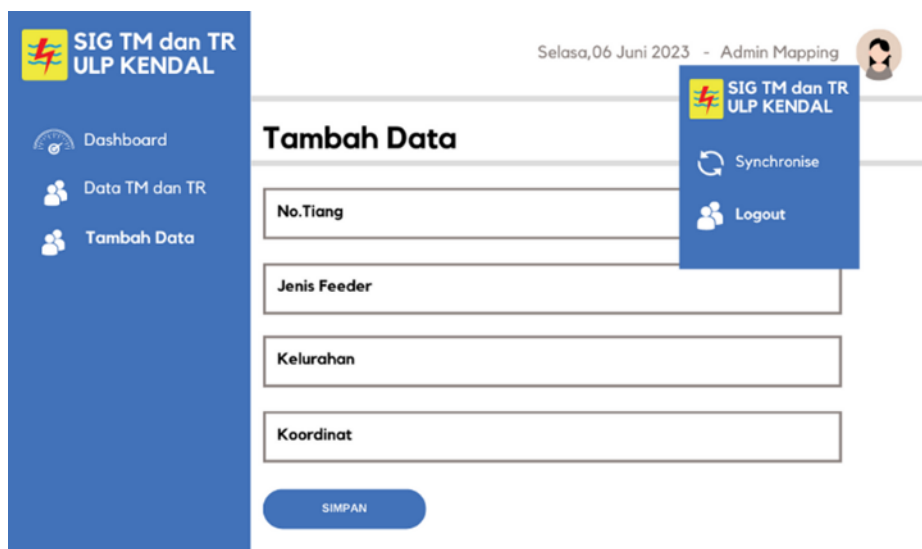 SIG TM dan TR
ULP KENDAL
Selasa,06 Juni 2023 - Admin Mapping
SIG TM dan TR
ULP KENDAL
Synchronise
Logout
Dashboard
Data TM dan TR
Tambah Data
Tambah Data
No.Tiang
Jenis Feeder
Kelurahan
Koordinat
SIMPAN